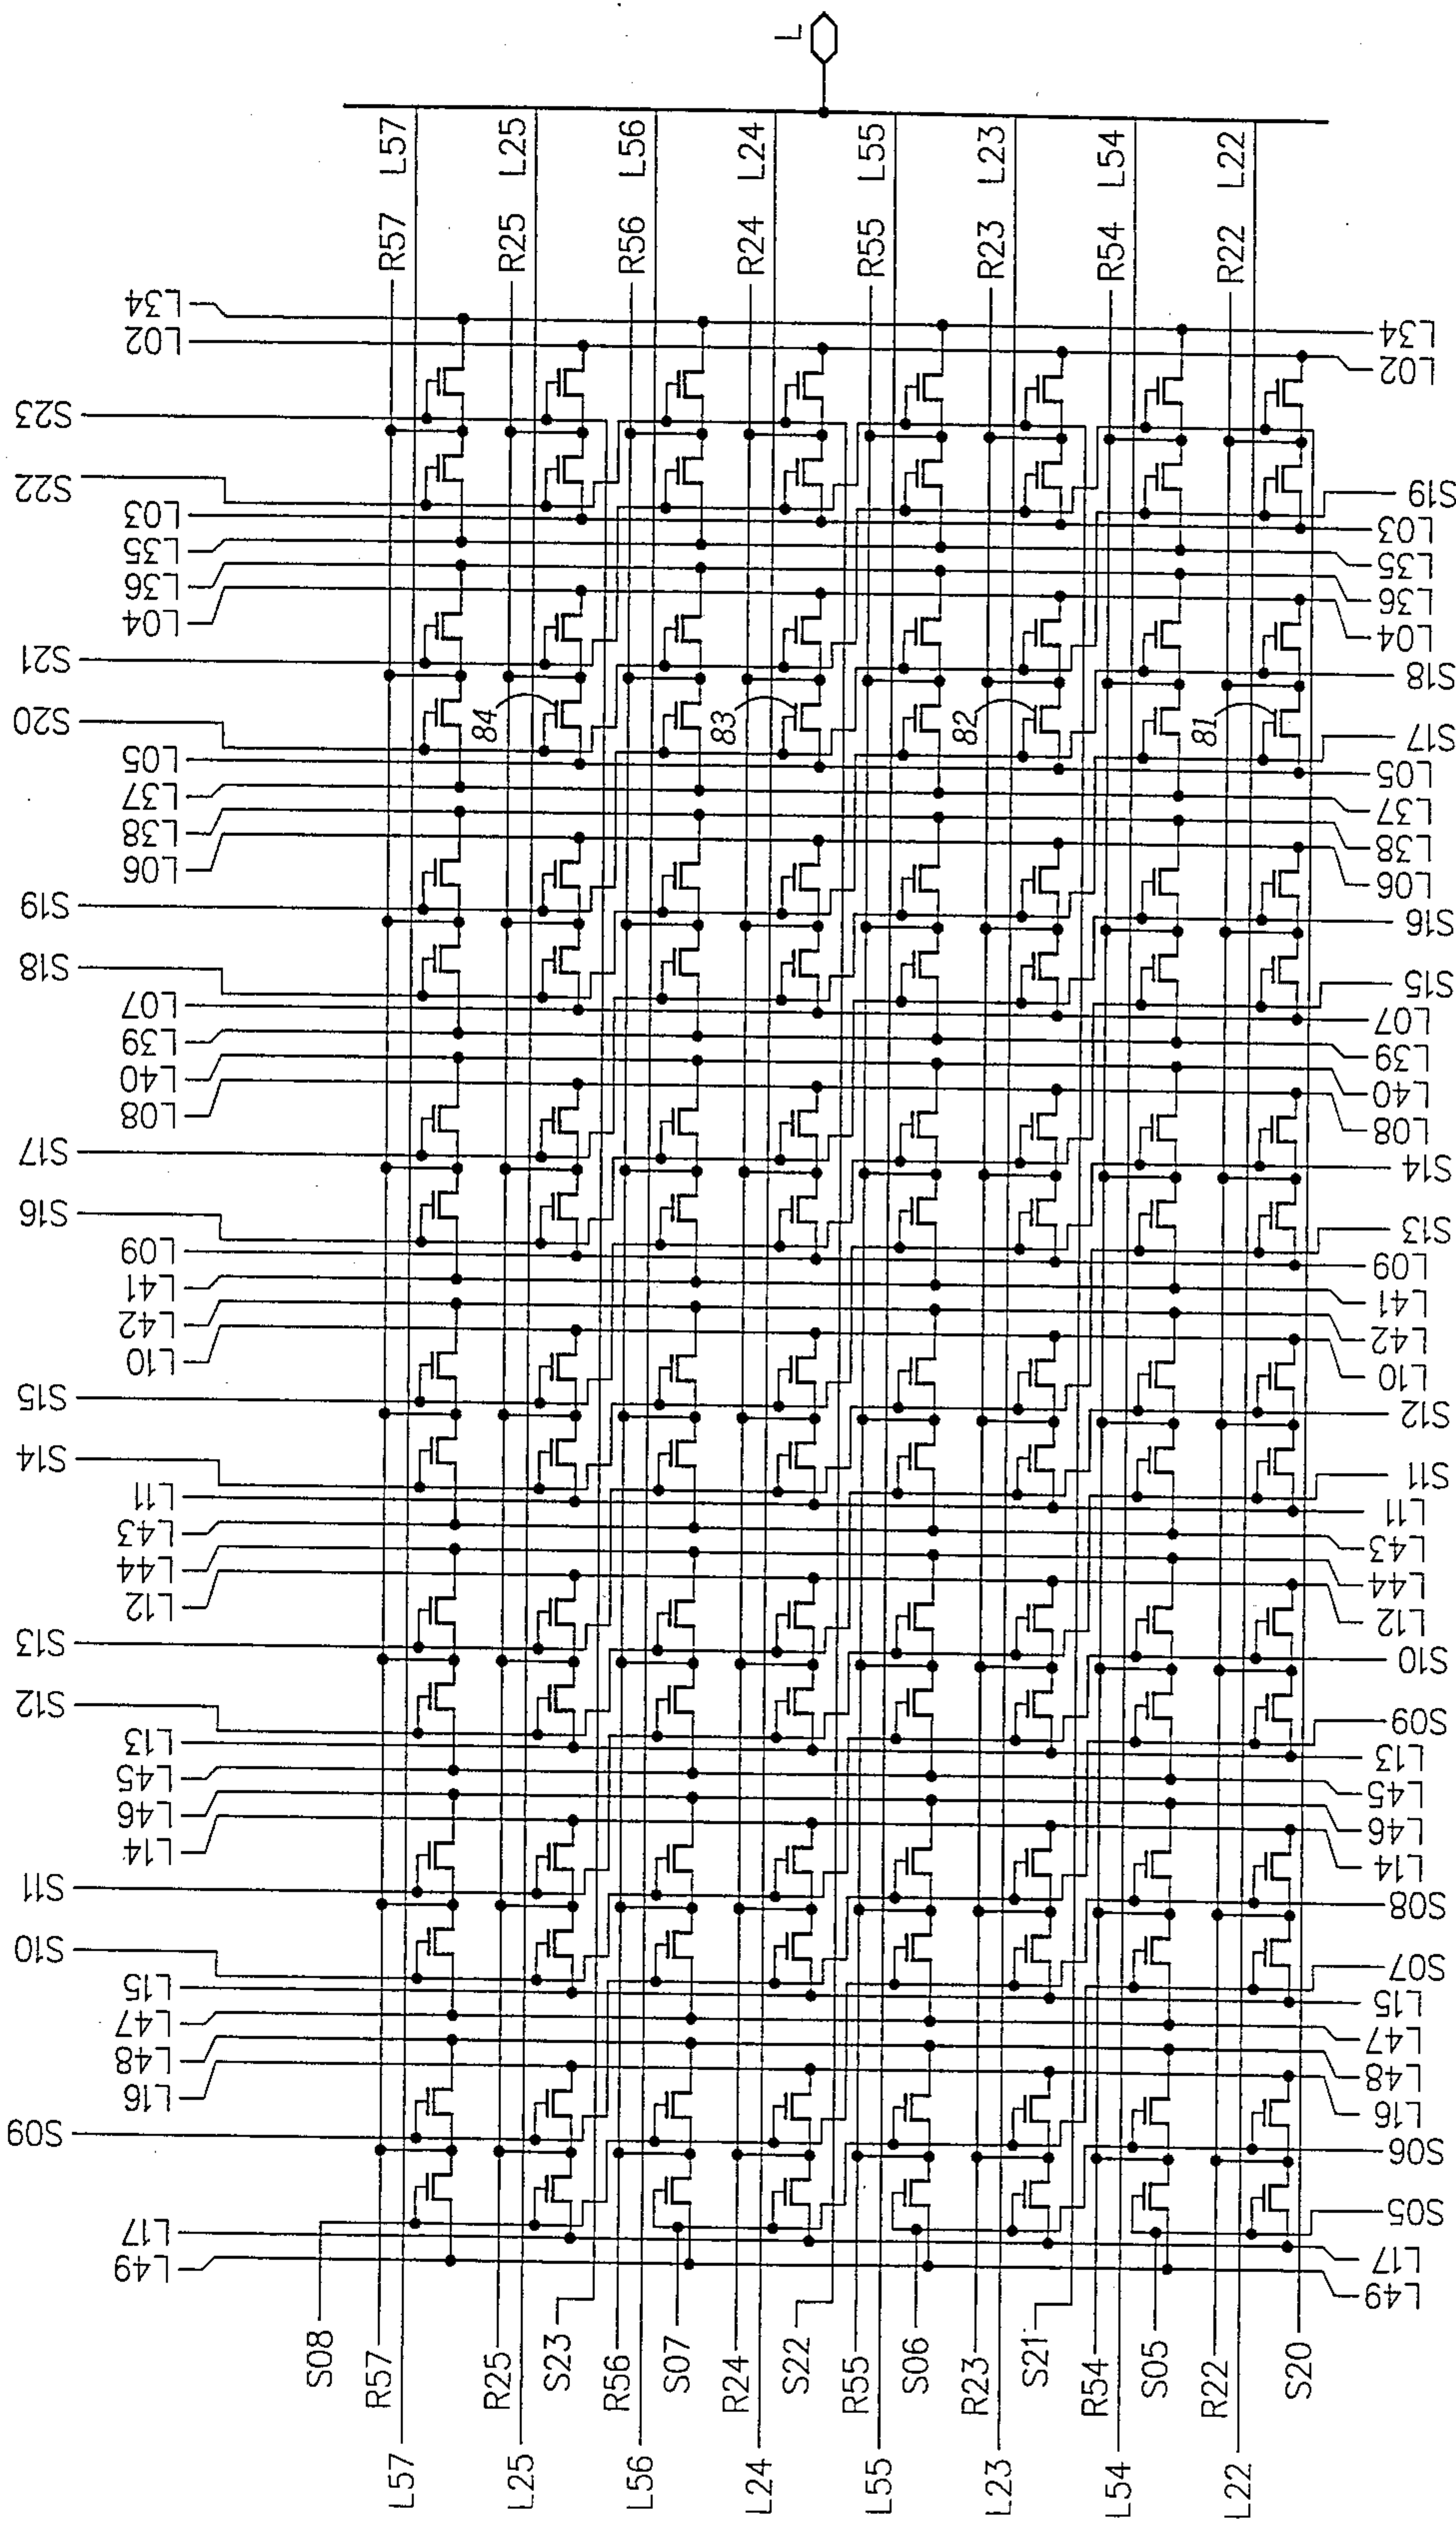 L
L57
L25
L56
L24
L55
L23
L54
L22
R57
R25
R56
R24
R55
R23
R54
R22
L34
L02
S23
S22
L03
L35
L36
L04
S21
S20
L05
L37
L38
L06
S19
S18
L07
L39
L40
L08
S17
S16
L09
L41
L42
L10
S15
S14
L11
L43
L44
L12
S13
S12
L13
L45
L46
L14
S11
S10
L15
L47
L48
L16
S09
L17
L49
84
83
82
81
L34
L02
S19
L03
L35
L36
L04
S18
S17
L05
L37
L38
L06
S16
S15
L07
L39
L40
L08
S14
S13
L09
L41
L42
L10
S12
S11
L11
L43
L44
L12
S10
S09
L13
L45
L46
L14
S08
S07
L15
L47
L48
L16
S06
S05
L17
L49
S08
R57
R25
S23
R56
S07
R24
S22
R55
S06
R23
S21
R54
S05
R22
S20
L57
L25
L56
L24
L55
L23
L54
L22